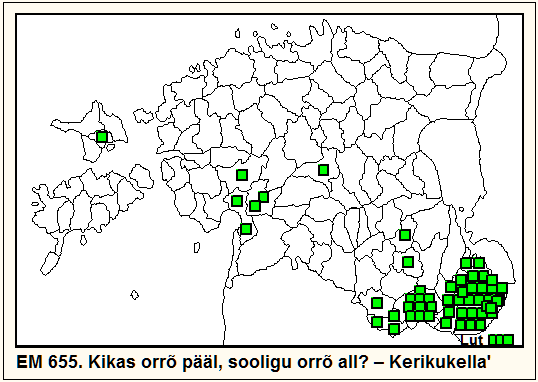 Lut
EM 655. Kikas orrõ pääl, sooligu orrõ all? – Kerikukella'